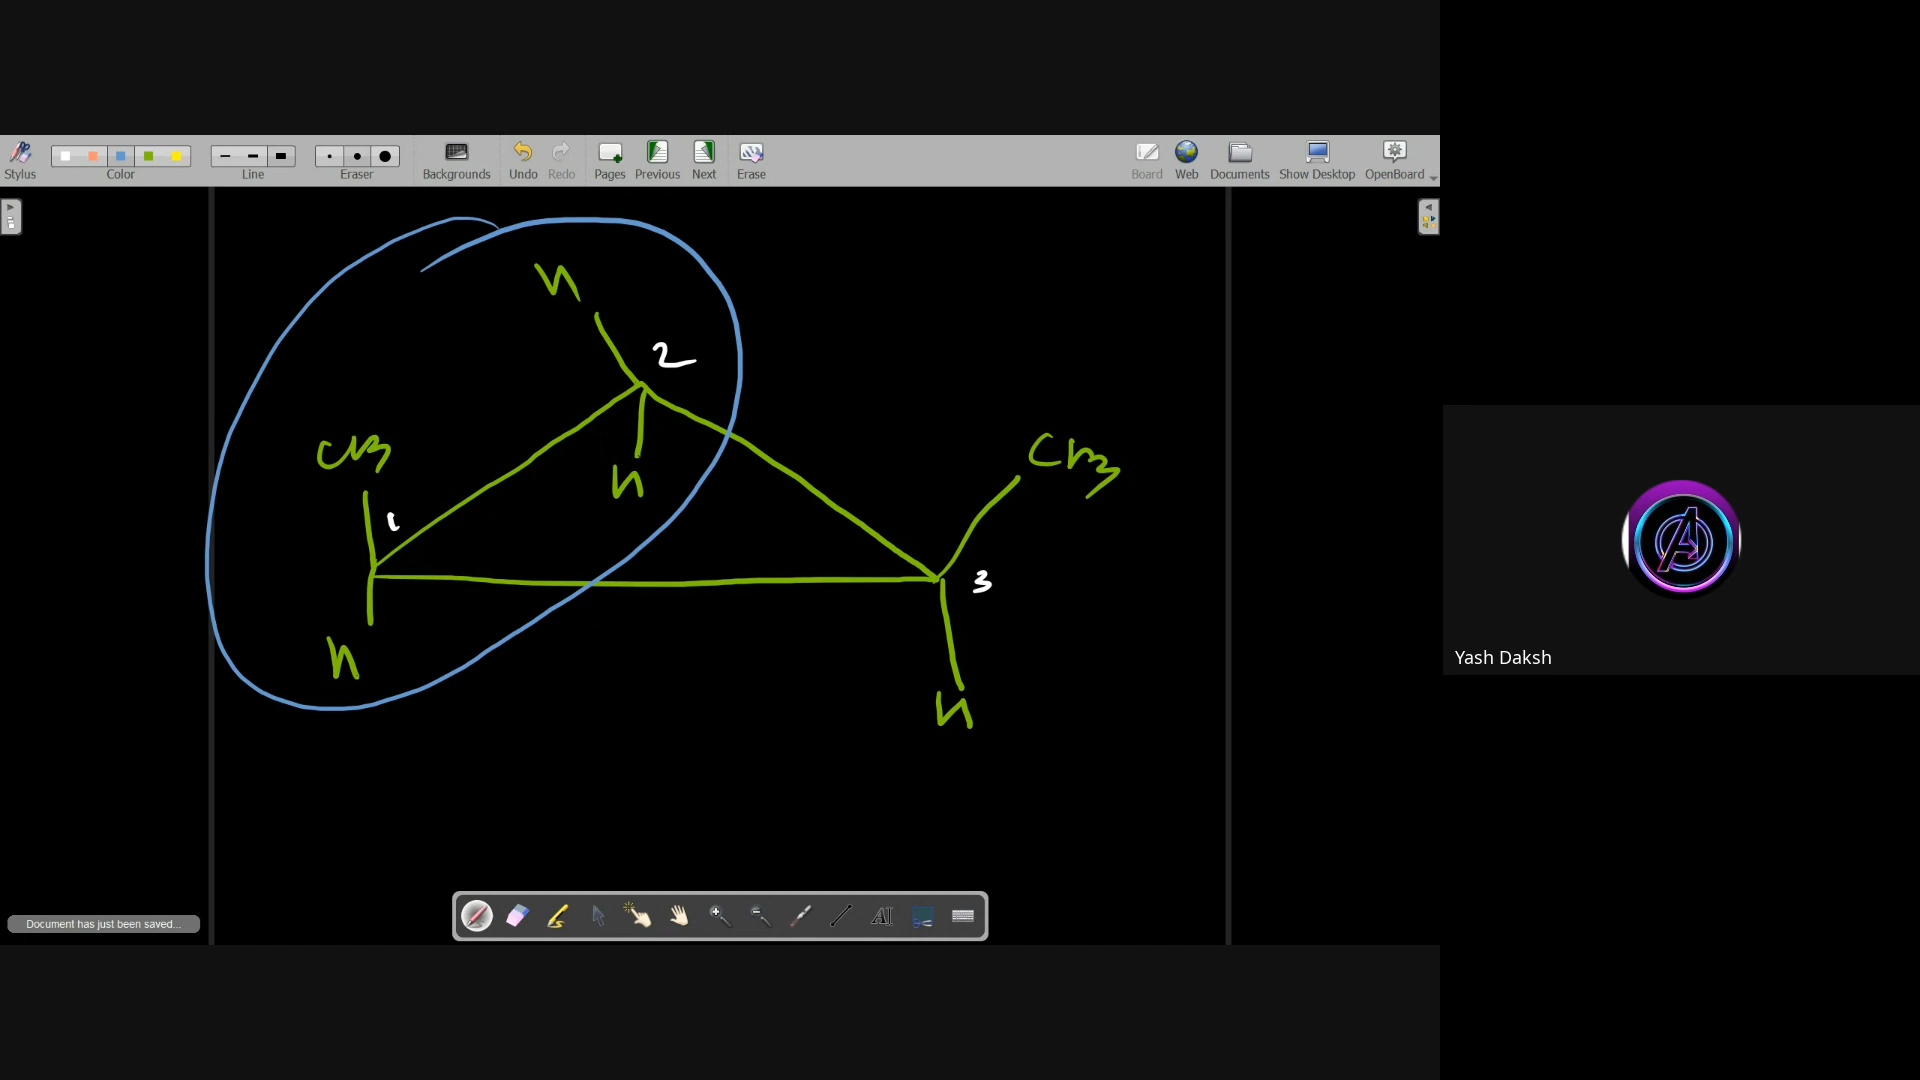 Stylus Color Line Eraser Backgrounds Undo Redo Pages Previous Next Erase Board Web Documents Show Desktop OpenBoard
H
2
CH3
CH3
1
H
3
Yash Daksh
H
H
Document has just been saved...